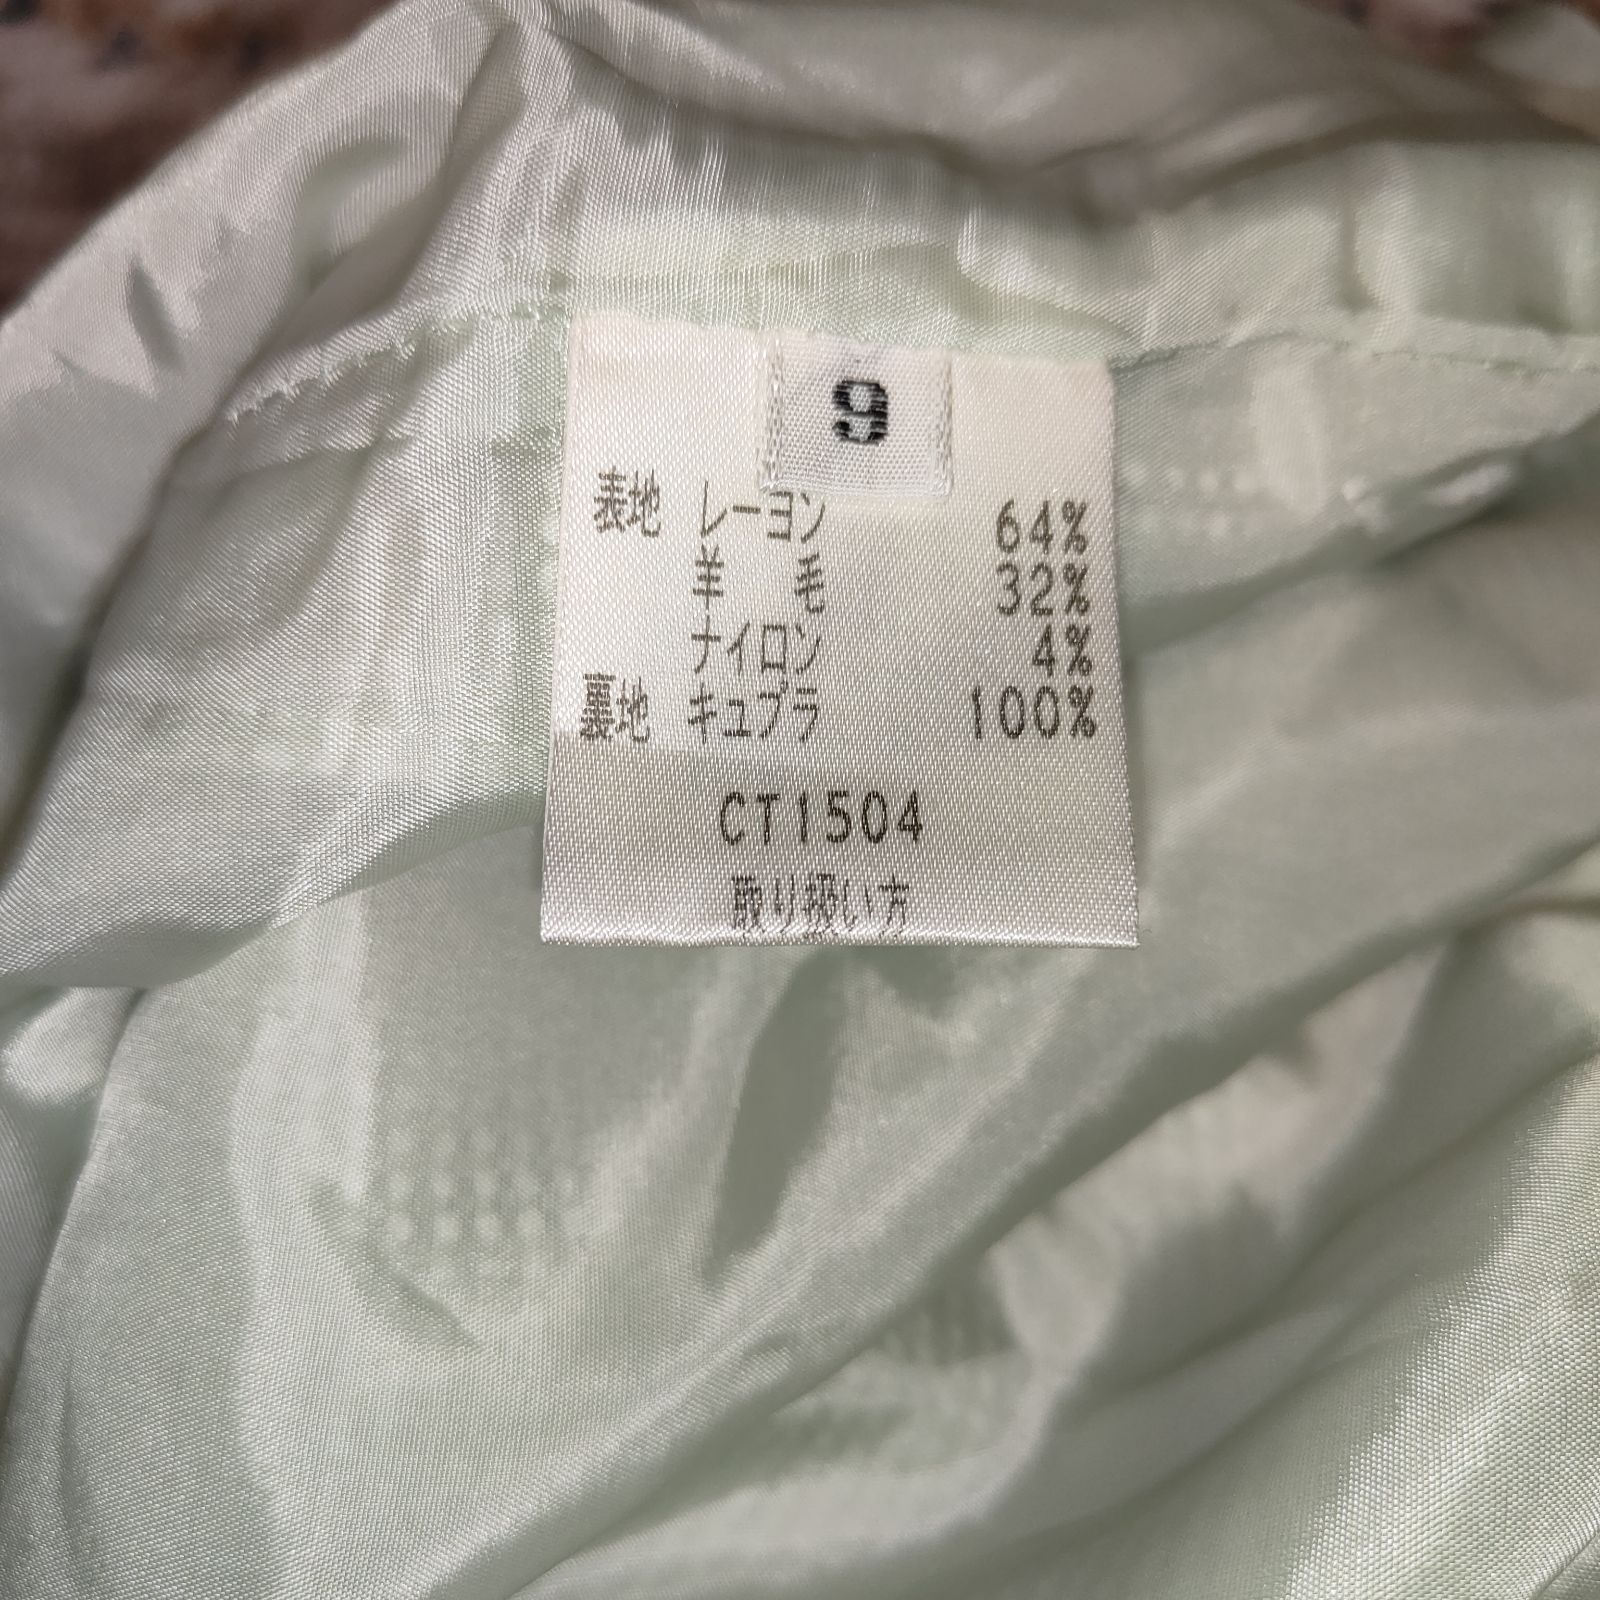 9
表地 レーヨン 64%
羊毛 32%
ナイロン 4%
裏地 キュプラ 100%
CT1504
取り扱い方